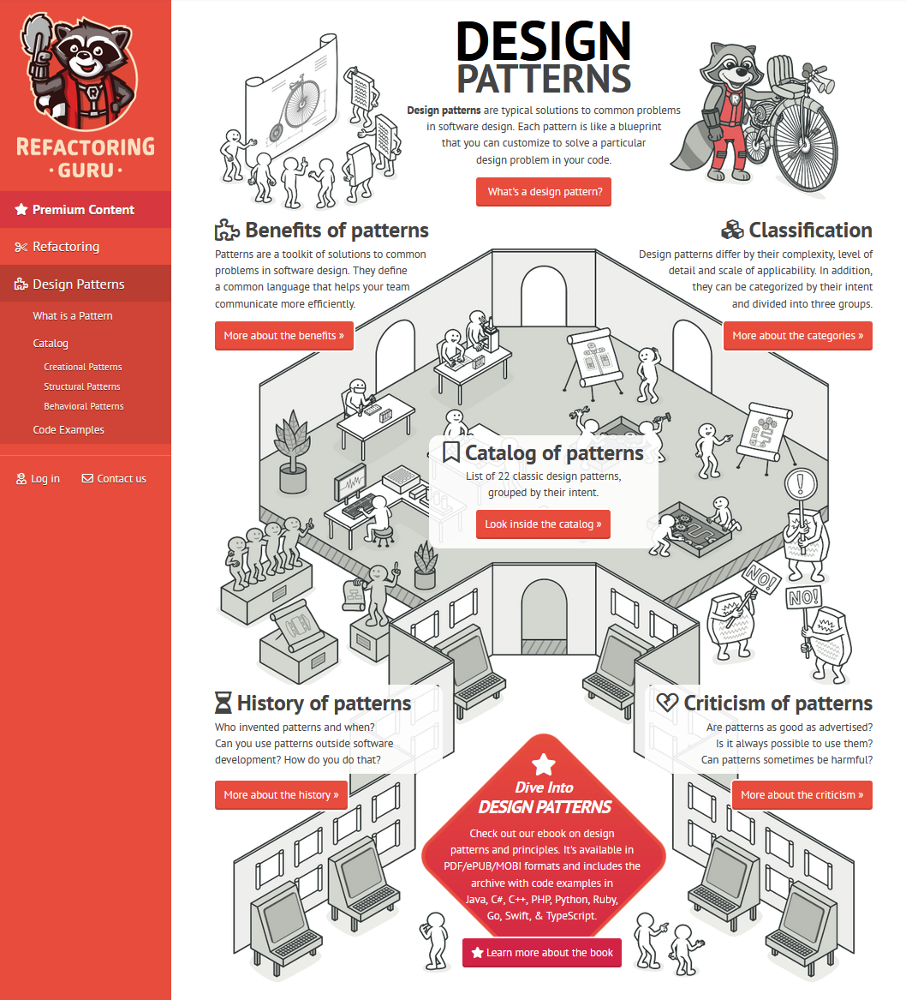 REFACTORING
· GURU ·
Premium Content
Refactoring
Design Patterns
What is a Pattern
Catalog
Creational Patterns
Structural Patterns
Behavioral Patterns
Code Examples
Log in
Contact us
DESIGN
PATTERNS
Design patterns are typical solutions to common problems
in software design. Each pattern is like a blueprint
that you can customize to solve a particular
design problem in your code.
What's a design pattern?
Benefits of patterns
Patterns are a toolkit of solutions to common
problems in software design. They define
a common language that helps your team
communicate more efficiently.
More about the benefits »
Classification
Design patterns differ by their complexity, level of
detail and scale of applicability. In addition,
they can be categorized by their intent
and divided into three groups.
More about the categories »
Catalog of patterns
List of 22 classic design patterns,
grouped by their intent.
Look inside the catalog »
!
NO!
NO!
History of patterns
Who invented patterns and when?
Can you use patterns outside software
development? How do you do that?
More about the history »
Criticism of patterns
Are patterns as good as advertised?
Is it always possible to use them?
Can patterns sometimes be harmful?
More about the criticism »
Dive Into
DESIGN PATTERNS
Check out our ebook on design
patterns and principles. It's available in
PDF/ePUB/MOBI formats and includes the
archive with code examples in
Java, C#, C++, PHP, Python, Ruby,
Go, Swift, & TypeScript.
Learn more about the book